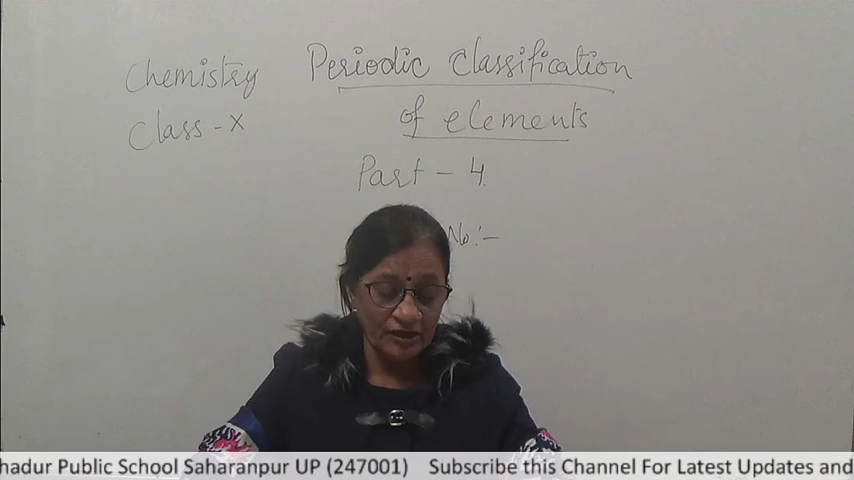 Chemistry
Class - X
Periodic Classification
of elements
Part - 4
No:-
hadur Public School Saharanpur UP (247001) Subscribe this Channel For Latest Updates and